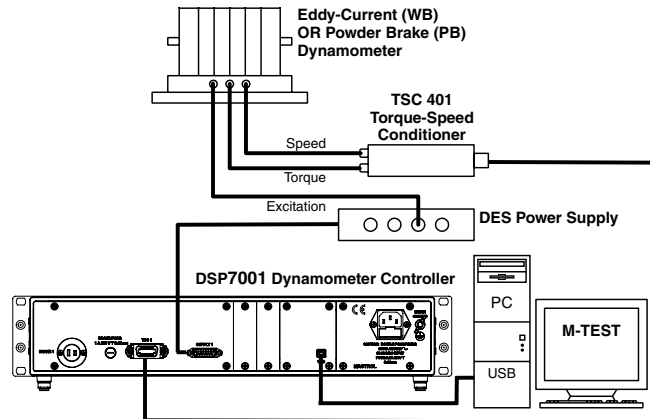 Eddy-Current (WB)
OR Powder Brake (PB)
Dynamometer
TSC 401
Torque-Speed
Conditioner
Speed
Torque
Excitation
DES Power Supply
DSP7001 Dynamometer Controller
PC
USB
M-TEST